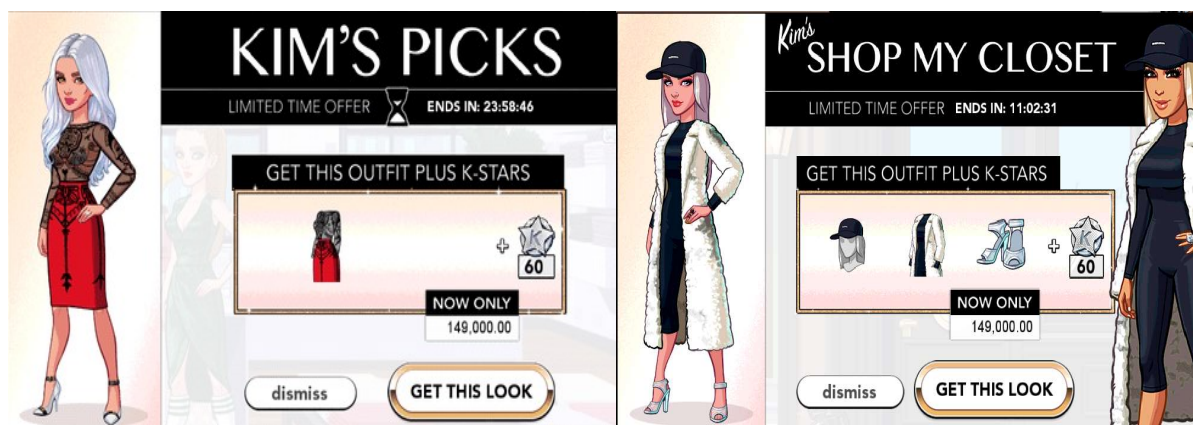 KIM'S PICKS
LIMITED TIME OFFER ENDS IN: 23:58:46
GET THIS OUTFIT PLUS K-STARS
+ K
60
NOW ONLY
149,000.00
dismiss
GET THIS LOOK
Kim's
SHOP MY CLOSET
LIMITED TIME OFFER ENDS IN: 11:02:31
GET THIS OUTFIT PLUS K-STARS
+ K
60
NOW ONLY
149,000.00
dismiss
GET THIS LOOK